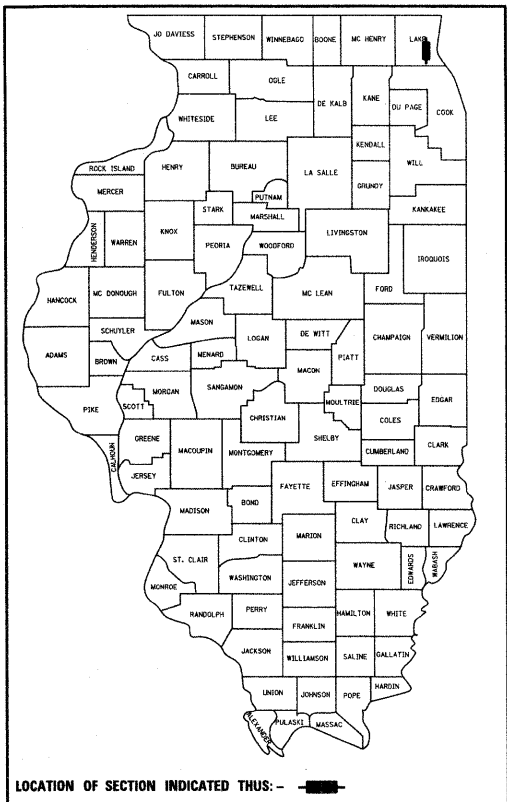 JO DAVIESS STEPHENSON WINNEBAGO BOONE MC HENRY LAKE
CARROLL OGLE
DE KALB KANE DU PAGE COOK
WHITESIDE LEE
KENDALL WILL
ROCK ISLAND HENRY BUREAU LA SALLE GRUNDY
MERCER PUTNAM KANKAKEE
STARK MARSHALL
HENDERSON WARREN KNOX PEORIA WOODFORD LIVINGSTON
IROQUOIS
HANCOCK MC DONOUGH FULTON TAZEWELL MC LEAN FORD
MASON
SCHUYLER LOGAN DE WITT CHAMPAIGN VERMILION
ADAMS BROWN CASS MENARD PIATT
MACON
MORGAN SANGAMON DOUGLAS
PIKE SCOTT CHRISTIAN MOULTRIE COLES EDGAR
GREENE SHELBY
CALHOUN MACOUPIN MONTGOMERY CUMBERLAND CLARK
JERSEY FAYETTE EFFINGHAM JASPER CRAWFORD
MADISON BOND
CLAY RICHLAND LAWRENCE
CLINTON MARION
ST. CLAIR WAYNE EDWARDS WABASH
WASHINGTON JEFFERSON
MONROE
RANDOLPH PERRY HAMILTON WHITE
FRANKLIN
JACKSON WILLIAMSON SALINE GALLATIN
UNION JOHNSON POPE HARDIN
ALEXANDER PULASKI MASSAC
LOCATION OF SECTION INDICATED THUS: –